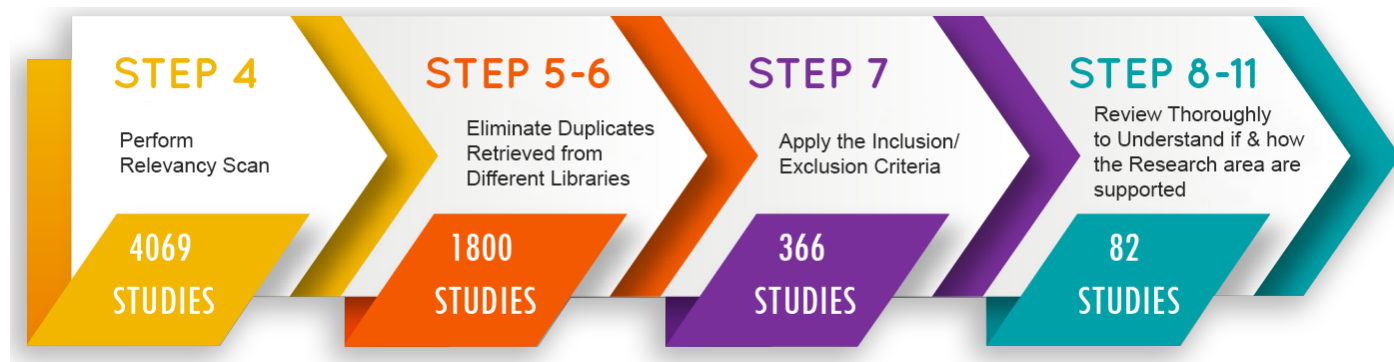 STEP 4
Perform
Relevancy Scan
4069
STUDIES
STEP 5-6
Eliminate Duplicates
Retrieved from
Different Libraries
1800
STUDIES
STEP 7
Apply the Inclusion/
Exclusion Criteria
366
STUDIES
STEP 8-11
Review Thoroughly
to Understand if & how
the Research area are
supported
82
STUDIES